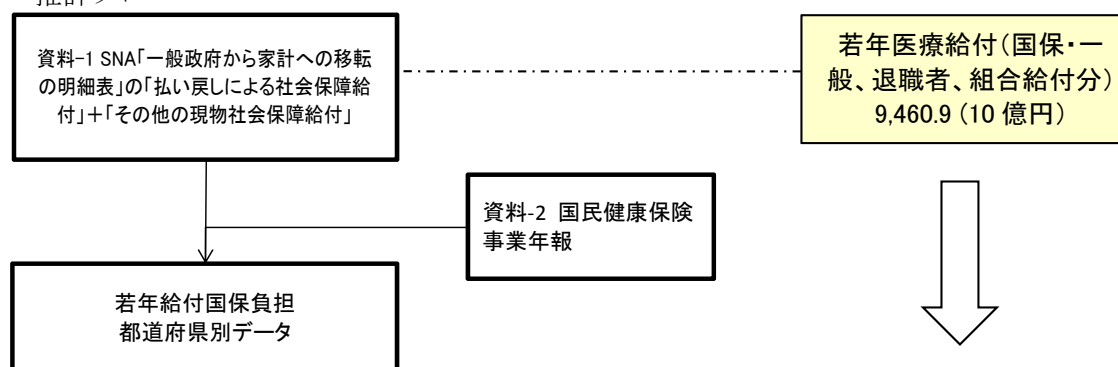 資料-1 SNA「一般政府から家計への移転
の明細表」の「払い戻しによる社会保障給
付」＋「その他の現物社会保障給付」
若年医療給付（国保・一
般、退職者、組合給付分）
9,460.9（10 億円）
資料-2 国民健康保険
事業年報
若年給付国保負担
都道府県別データ